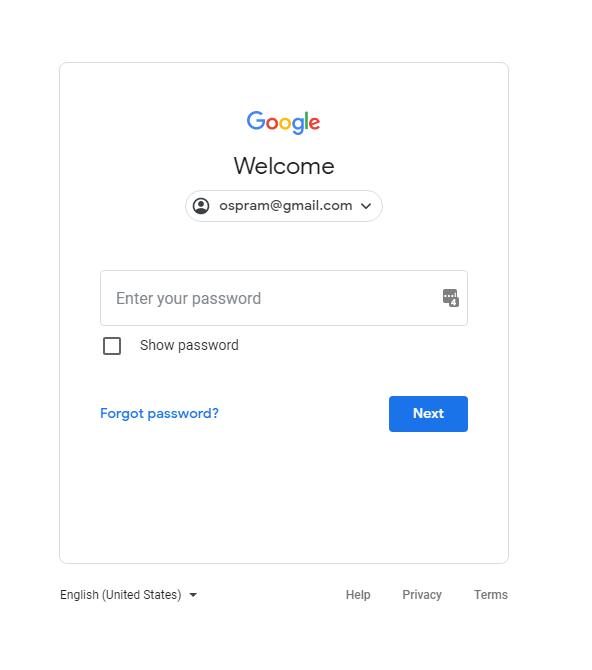 Google
Welcome
ospram@gmail.com
Enter your password
4
Show password
Forgot password?
Next
English (United States)
Help Privacy Terms